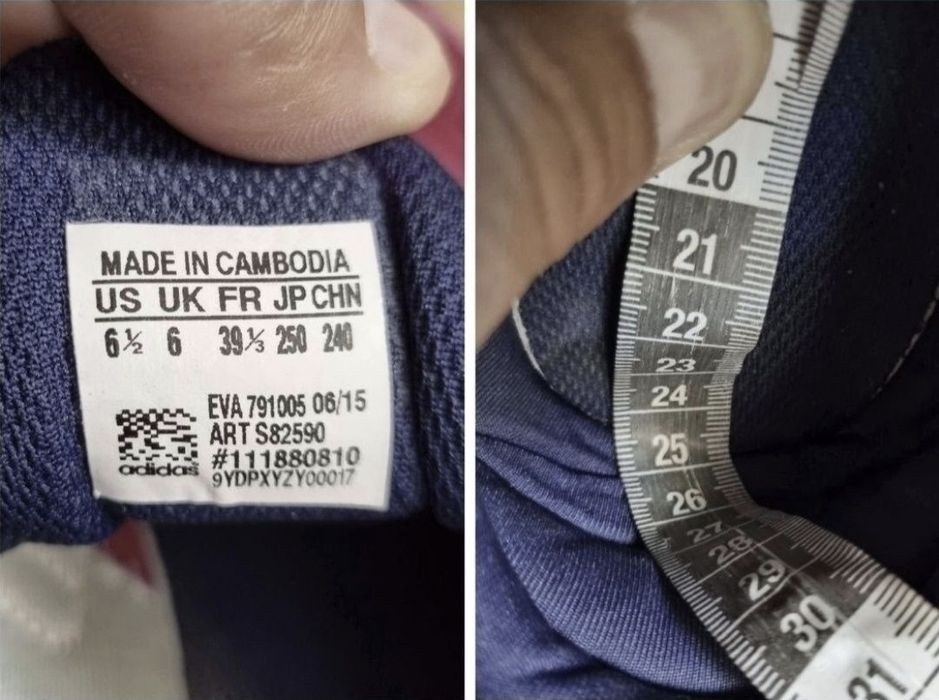 MADE IN CAMBODIA
US UK FR JP CHN
6½ 6 39⅓ 250 240
EVA 791005 06/15
ART S82590
#111880810
9YDPXYZY00017
adidas
20
21
22
23
24
25
26
27
28
29
30
31